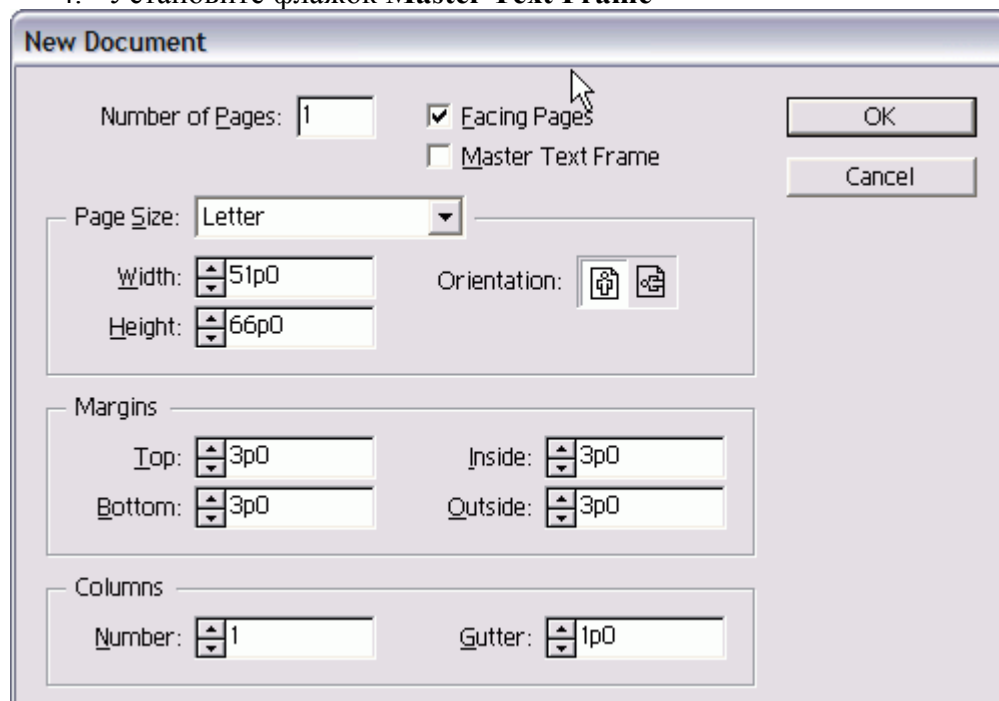 4. Установите флажок Master Text Frame
New Document
Number of Pages: 1
Facing Pages
OK
Master Text Frame
Cancel
Page Size: Letter
Width: 51p0
Orientation:
Height: 66p0
Margins
Top: 3p0
Inside: 3p0
Bottom: 3p0
Outside: 3p0
Columns
Number: 1
Gutter: 1p0